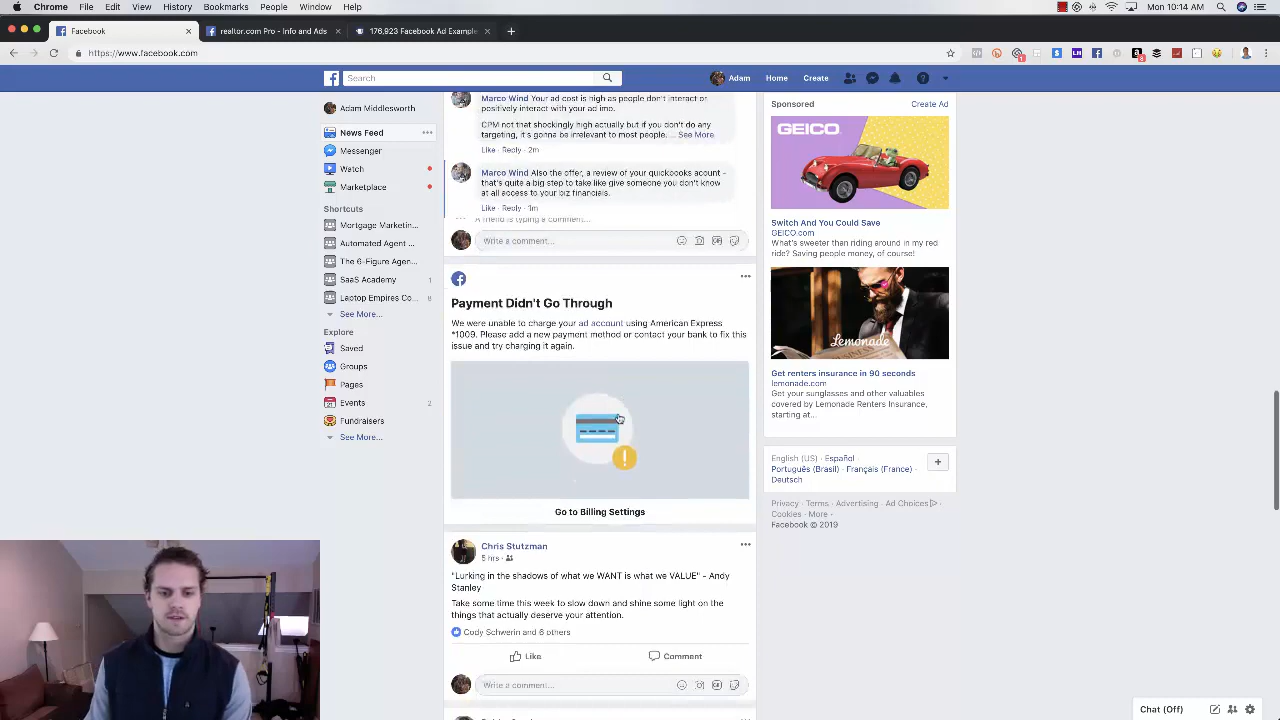 Chrome File Edit View History Bookmarks People Window Help
Mon 10:14 AM
Facebook
realtor.com Pro - Info and Ads
176,923 Facebook Ad Example
https://www.facebook.com
Search
Adam Home Create
Adam Middlesworth
News Feed
Messenger
Watch
Marketplace
Shortcuts
Mortgage Marketin...
Automated Agent ...
The 6-Figure Agen...
SaaS Academy 1
Laptop Empires Co... 8
See More...
Explore
Saved
Groups
Pages
Events 2
Fundraisers
See More...
Marco Wind Your ad cost is high as people don't interact or
positively interact with your ad imo.
CPM not that shockingly high actually but if you don't do any
targeting, it's gonna be irrelevant to most people.... See More
Like · Reply · 2m
Marco Wind Also the offer, a review of your quickbooks account -
that's quite a big step to take like give someone you don't know
at all access to your biz financials.
Like · Reply · 1m
A friend is typing a comment...
Write a comment...
Payment Didn't Go Through
We were unable to charge your ad account using American Express
*1009. Please add a new payment method or contact your bank to fix this
issue and try charging it again.
Go to Billing Settings
Chris Stutzman
5 hrs ·
"Lurking in the shadows of what we WANT is what we VALUE" - Andy
Stanley
Take some time this week to slow down and shine some light on the
things that actually deserve your attention.
Cody Schwerin and 6 others
Like Comment
Write a comment...
Sponsored Create Ad
GEICO
Switch And You Could Save
GEICO.com
What's sweeter than riding around in my red
ride? Saving people money, of course!
Lemonade
Get renters insurance in 90 seconds
lemonade.com
Get your signatures and other valuables
covered by Lemonade Renters Insurance,
starting at...
English (US) · Español ·
Português (Brasil) · Français (France) ·
Deutsch
Privacy · Terms · Advertising · Ad Choices ·
Cookies · More ·
Facebook © 2019
Chat (Off)